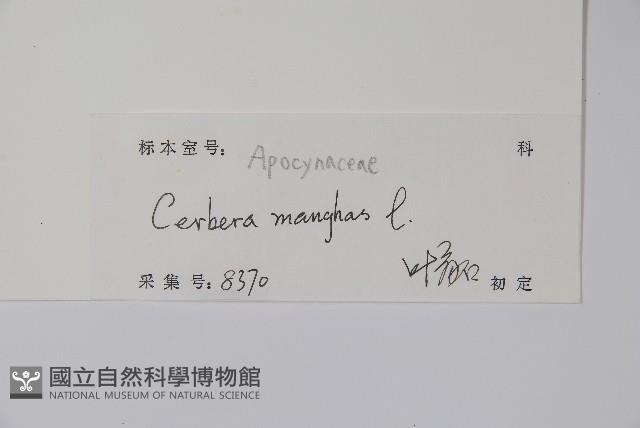 标本室号: Apocynaceae 科
Cerbera manghas L.
采集号: 8370 叶 初定
國立自然科學博物館
NATIONAL MUSEUM OF NATURAL SCIENCE